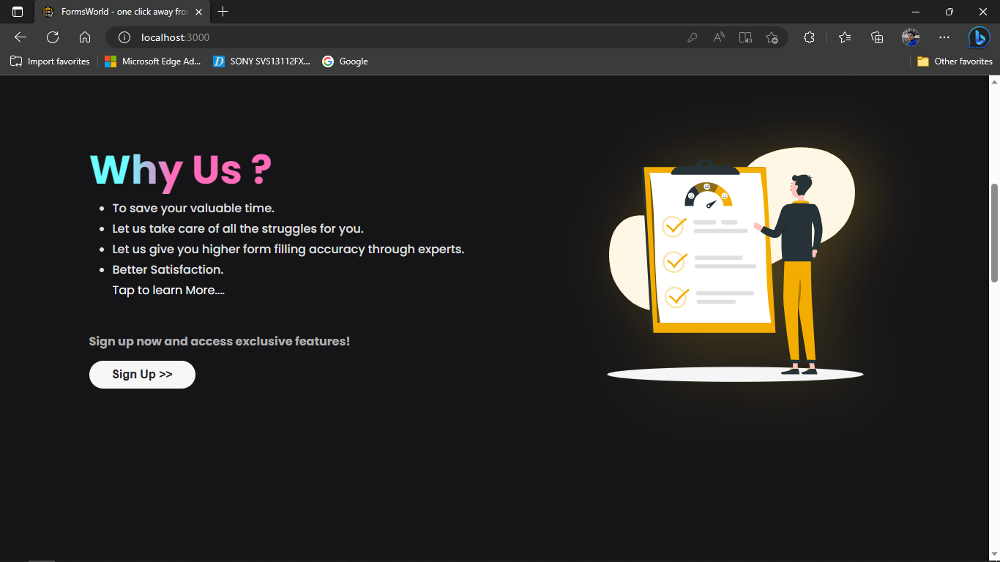 FormsWorld - one click away fro
localhost:3000
Import favorites
Microsoft Edge Ad...
SONY SVS13112FX...
Google
Other favorites
Why Us ?
To save your valuable time.
Let us take care of all the struggles for you.
Let us give you higher form filling accuracy through experts.
Better Satisfaction.
Tap to learn More....
Sign up now and access exclusive features!
Sign Up >>